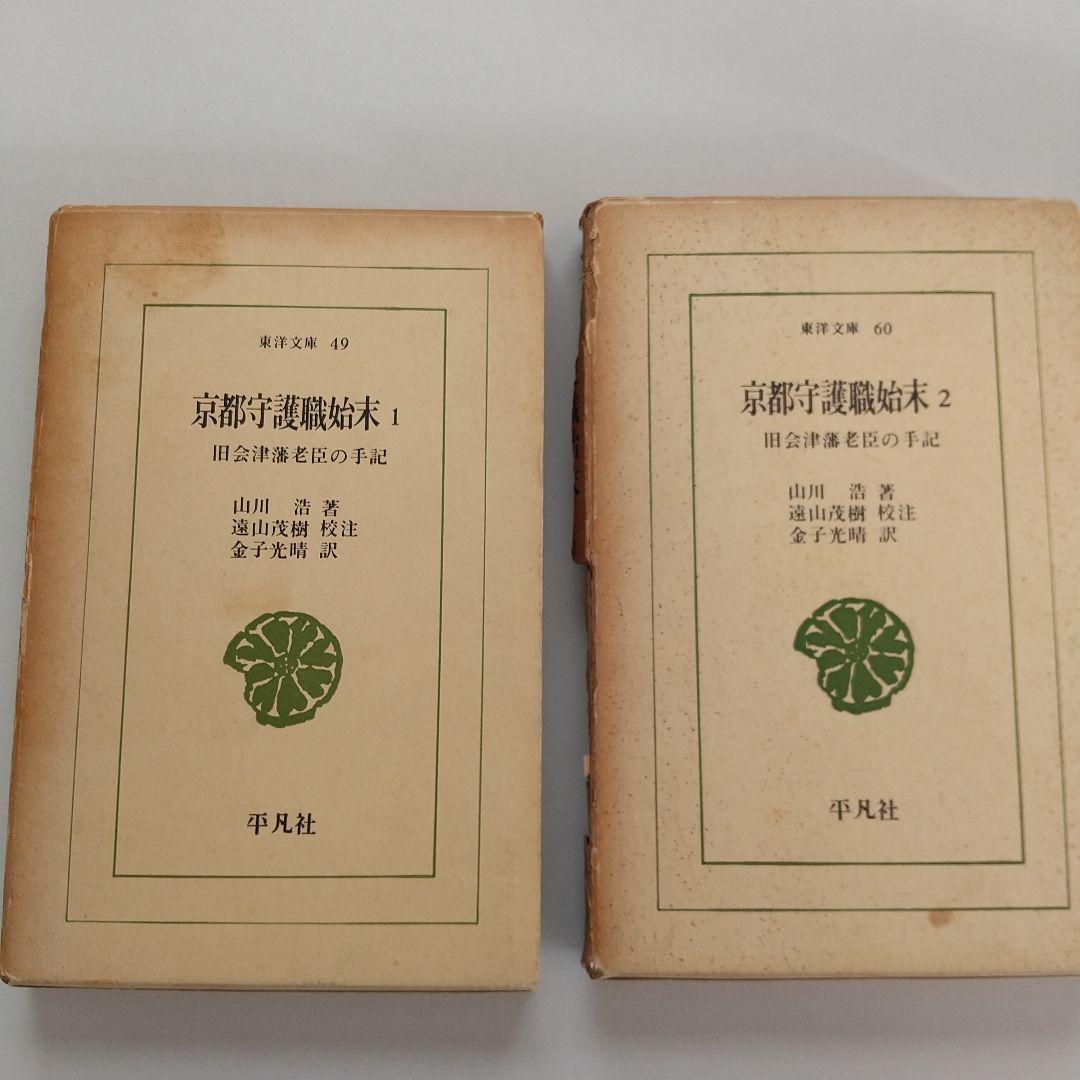 東洋文庫 49
京都守護職始末 1
旧会津藩老臣の手記
山川 浩 著
遠山茂樹 校注
金子光晴 訳
平凡社
東洋文庫 60
京都守護職始末 2
旧会津藩老臣の手記
山川 浩 著
遠山茂樹 校注
金子光晴 訳
平凡社